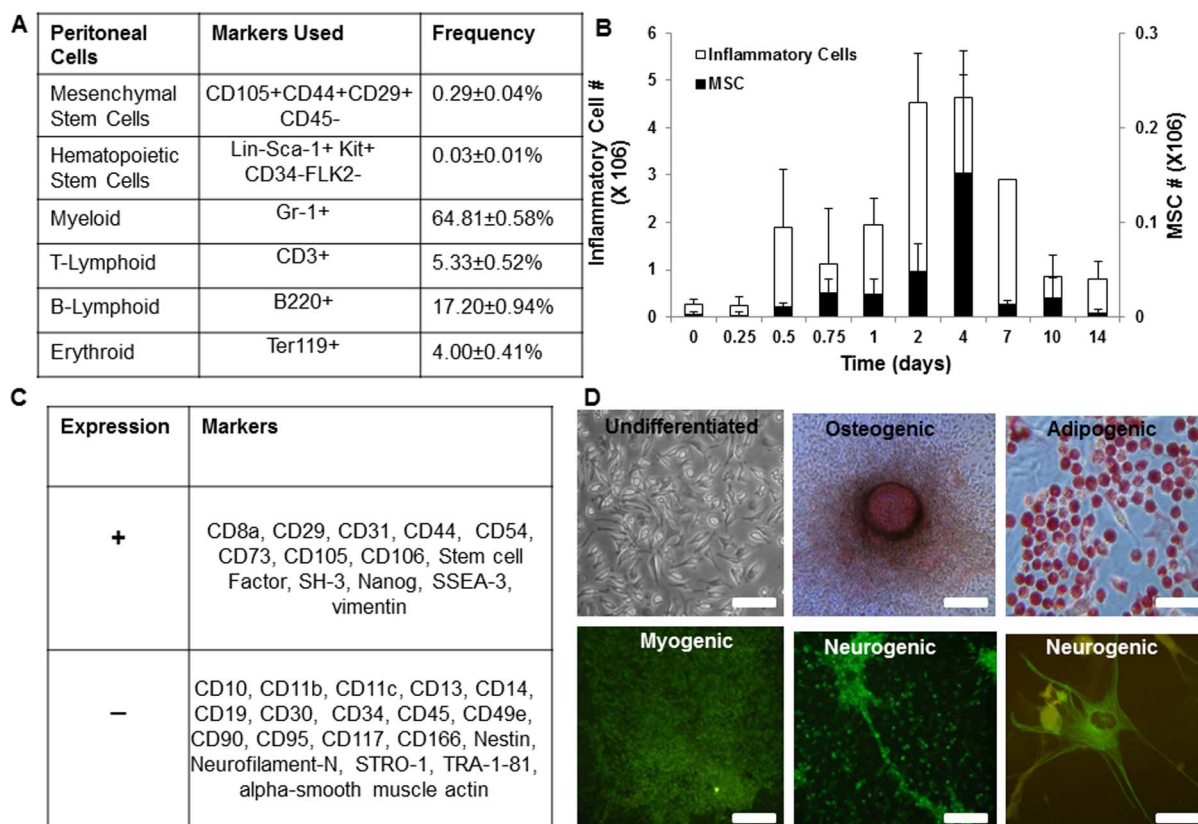 A
Peritoneal
Cells
Markers Used
Frequency
Mesenchymal
Stem Cells
CD105+CD44+CD29+
CD45-
0.29±0.04%
Hematopoietic
Stem Cells
Lin-Sca-1+ Kit+
CD34-FLK2-
0.03±0.01%
Myeloid
Gr-1+
64.81±0.58%
T-Lymphoid
CD3+
5.33±0.52%
B-Lymphoid
B220+
17.20±0.94%
Erythroid
Ter119+
4.00±0.41%
B
Inflammatory Cell #
(X 106)
6
5
4
3
2
1
0
Inflammatory Cells
MSC
0.3
0.2
0.1
0
MSC # (X106)
0 0.25 0.5 0.75 1 2 4 7 10 14
Time (days)
C
Expression
Markers
+
CD8a, CD29, CD31, CD44, CD54,
CD73, CD105, CD106, Stem cell
Factor, SH-3, Nanog, SSEA-3,
vimentin
–
CD10, CD11b, CD11c, CD13, CD14,
CD19, CD30, CD34, CD45, CD49e,
CD90, CD95, CD117, CD166, Nestin,
Neurofilament-N, STRO-1, TRA-1-81,
alpha-smooth muscle actin
D
Undifferentiated
Osteogenic
Adipogenic
Myogenic
Neurogenic
Neurogenic